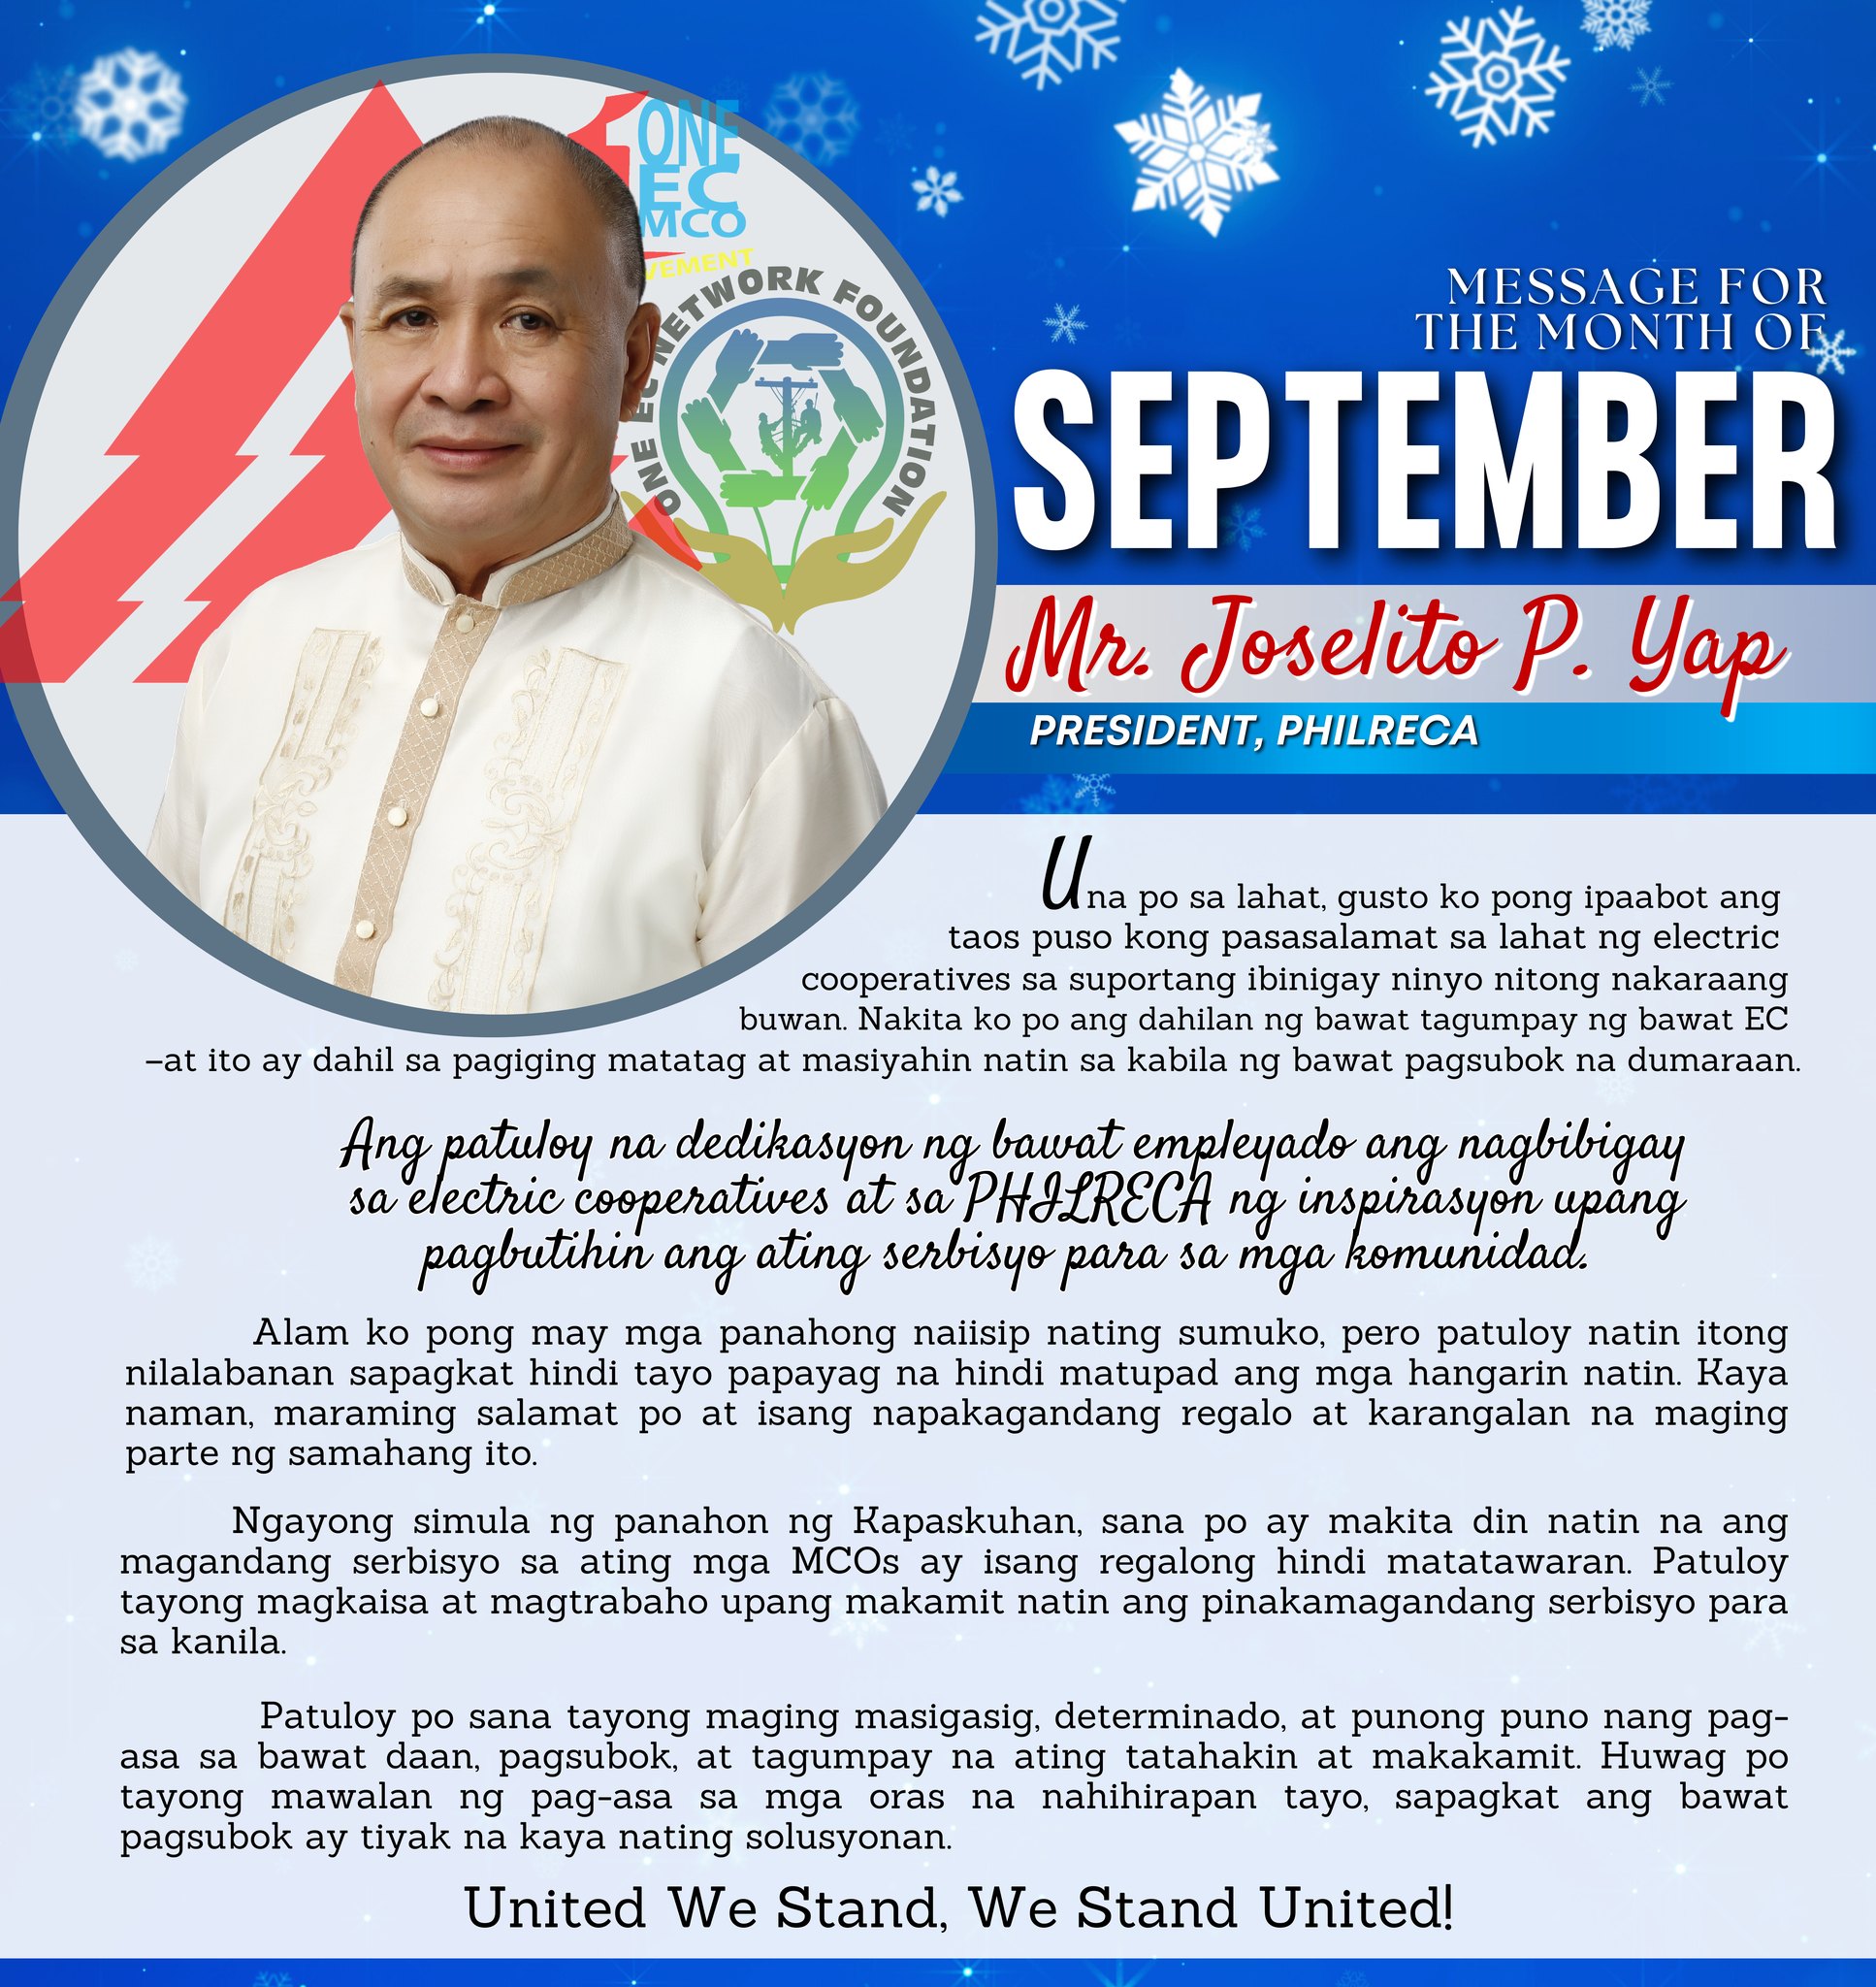 ONE
EC
MCO
VEMENT
ONE EC NETWORK FOUNDATION
MESSAGE FOR
THE MONTH OF
SEPTEMBER
Mr. Joselito P. Yap
PRESIDENT, PHILRECA
Una po sa lahat, gusto ko pong ipaabot ang
taos puso kong pasasalamat sa lahat ng electric
cooperatives sa suportang ibinigay ninyo nitong nakaraang
buwan. Nakita ko po ang dahilan ng bawat tagumpay ng bawat EC
–at ito ay dahil sa pagiging matatag at masiyahin natin sa kabila ng bawat pagsubok na dumaraan.
Ang patuloy na dedikasyon ng bawat empleyado ang nagbibigay
sa electric cooperatives at sa PHILRECA ng inspirasyon upang
pagbutihin ang ating serbisyo para sa mga komunidad.
Alam ko pong may mga panahong naiisip nating sumuko, pero patuloy natin itong
nilalabanan sapagkat hindi tayo papayag na hindi matupad ang mga hangarin natin. Kaya
naman, maraming salamat po at isang napakagandang regalo at karangalan na maging
parte ng samahang ito.
Ngayong simula ng panahon ng Kapaskuhan, sana po ay makita din natin na ang
magandang serbisyo sa ating mga MCOs ay isang regalong hindi matatawaran. Patuloy
tayong magkaisa at magtrabaho upang makamit natin ang pinakamagandang serbisyo para
sa kanila.
Patuloy po sana tayong maging masigasig, determinado, at punong puno nang pag-
asa sa bawat daan, pagsubok, at tagumpay na ating tatahakin at makakamit. Huwag po
tayong mawalan ng pag-asa sa mga oras na nahihirapan tayo, sapagkat ang bawat
pagsubok ay tiyak na kaya nating solusyonan.
United We Stand, We Stand United!